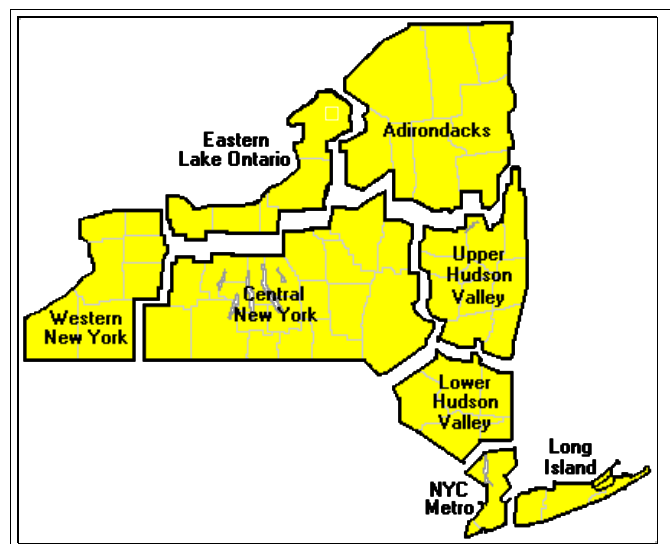 Adirondacks
Eastern
Lake Ontario
Upper
Hudson
Valley
Central
New York
Western
New York
Lower
Hudson
Valley
Long
Island
NYC
Metro